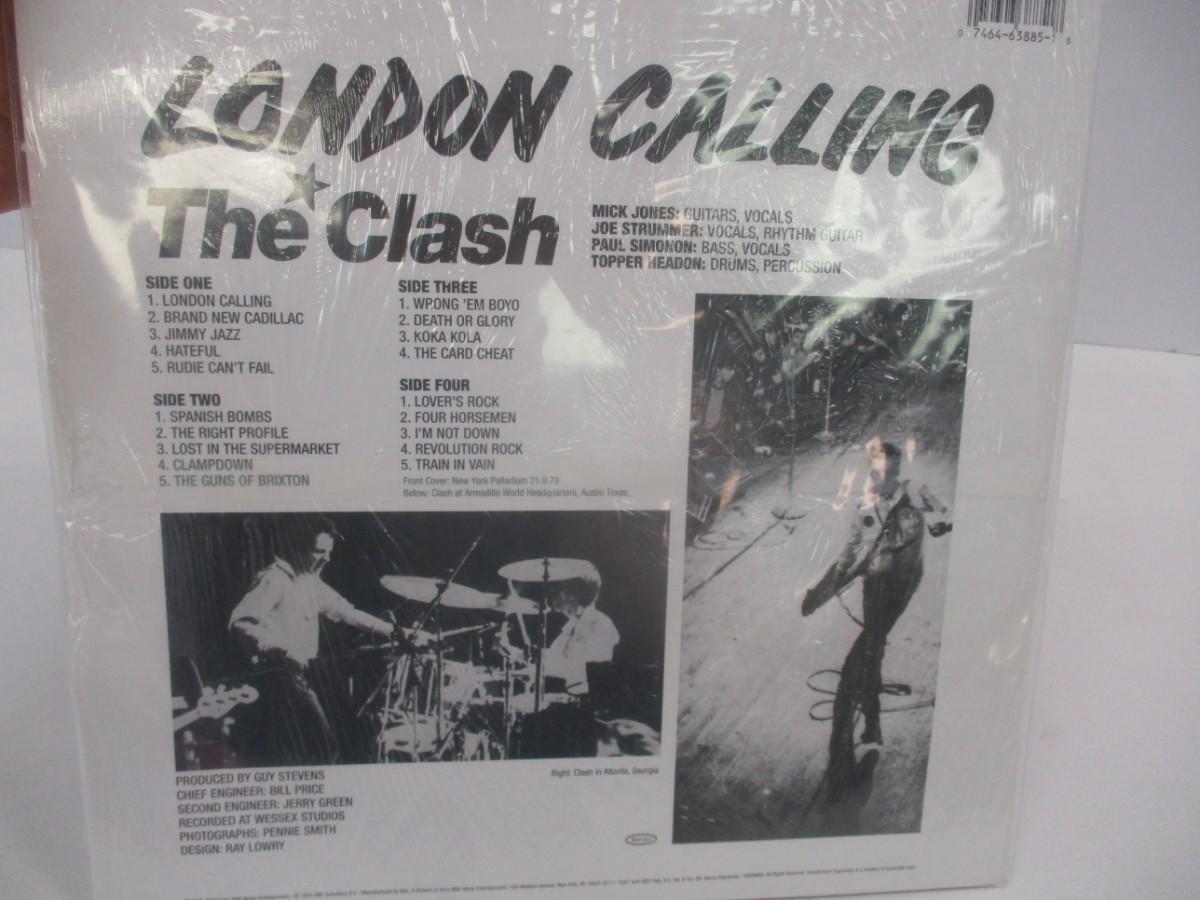 0 7464-63885-1 8
LONDON CALLING
The Clash
MICK JONES: GUITARS, VOCALS
JOE STRUMMER: VOCALS, RHYTHM GUITAR
PAUL SIMONON: BASS, VOCALS
TOPPER HEADON: DRUMS, PERCUSSION
SIDE ONE
1. LONDON CALLING
2. BRAND NEW CADILLAC
3. JIMMY JAZZ
4. HATEFUL
5. RUDIE CAN'T FAIL
SIDE TWO
1. SPANISH BOMBS
2. THE RIGHT PROFILE
3. LOST IN THE SUPERMARKET
4. CLAMPDOWN
5. THE GUNS OF BRIXTON
SIDE THREE
1. WRONG 'EM BOYO
2. DEATH OR GLORY
3. KOKA KOLA
4. THE CARD CHEAT
SIDE FOUR
1. LOVER'S ROCK
2. FOUR HORSEMEN
3. I'M NOT DOWN
4. REVOLUTION ROCK
5. TRAIN IN VAIN
Front Cover: New York Palladium 21.9.79
Below: Clash at Armadillo World Headquarters, Austin Texas.
Right: Clash in Atlanta, Georgia
PRODUCED BY GUY STEVENS
CHIEF ENGINEER: BILL PRICE
SECOND ENGINEER: JERRY GREEN
RECORDED AT WESSEX STUDIOS
PHOTOGRAPHS: PENNIE SMITH
DESIGN: RAY LOWRY